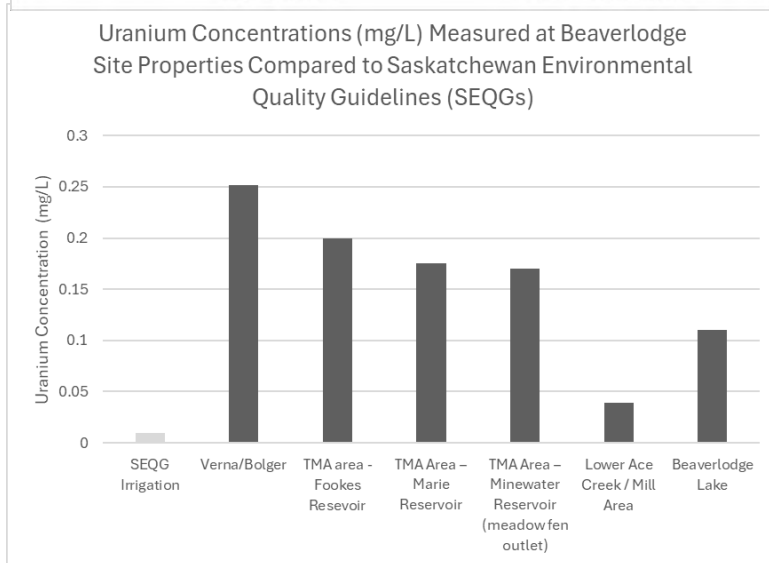 Uranium Concentrations (mg/L) Measured at Beaverlodge
Site Properties Compared to Saskatchewan Environmental
Quality Guidelines (SEQGs)
Uranium Concentration (mg/L)
0.3
0.25
0.2
0.15
0.1
0.05
0
SEQG
Irrigation
Verna/Bolger
TMA area -
Fookes
Resevoir
TMA Area –
Marie
Reservoir
TMA Area –
Minewater
Reservoir
(meadow fen
outlet)
Lower Ace
Creek / Mill
Area
Beaverlodge
Lake